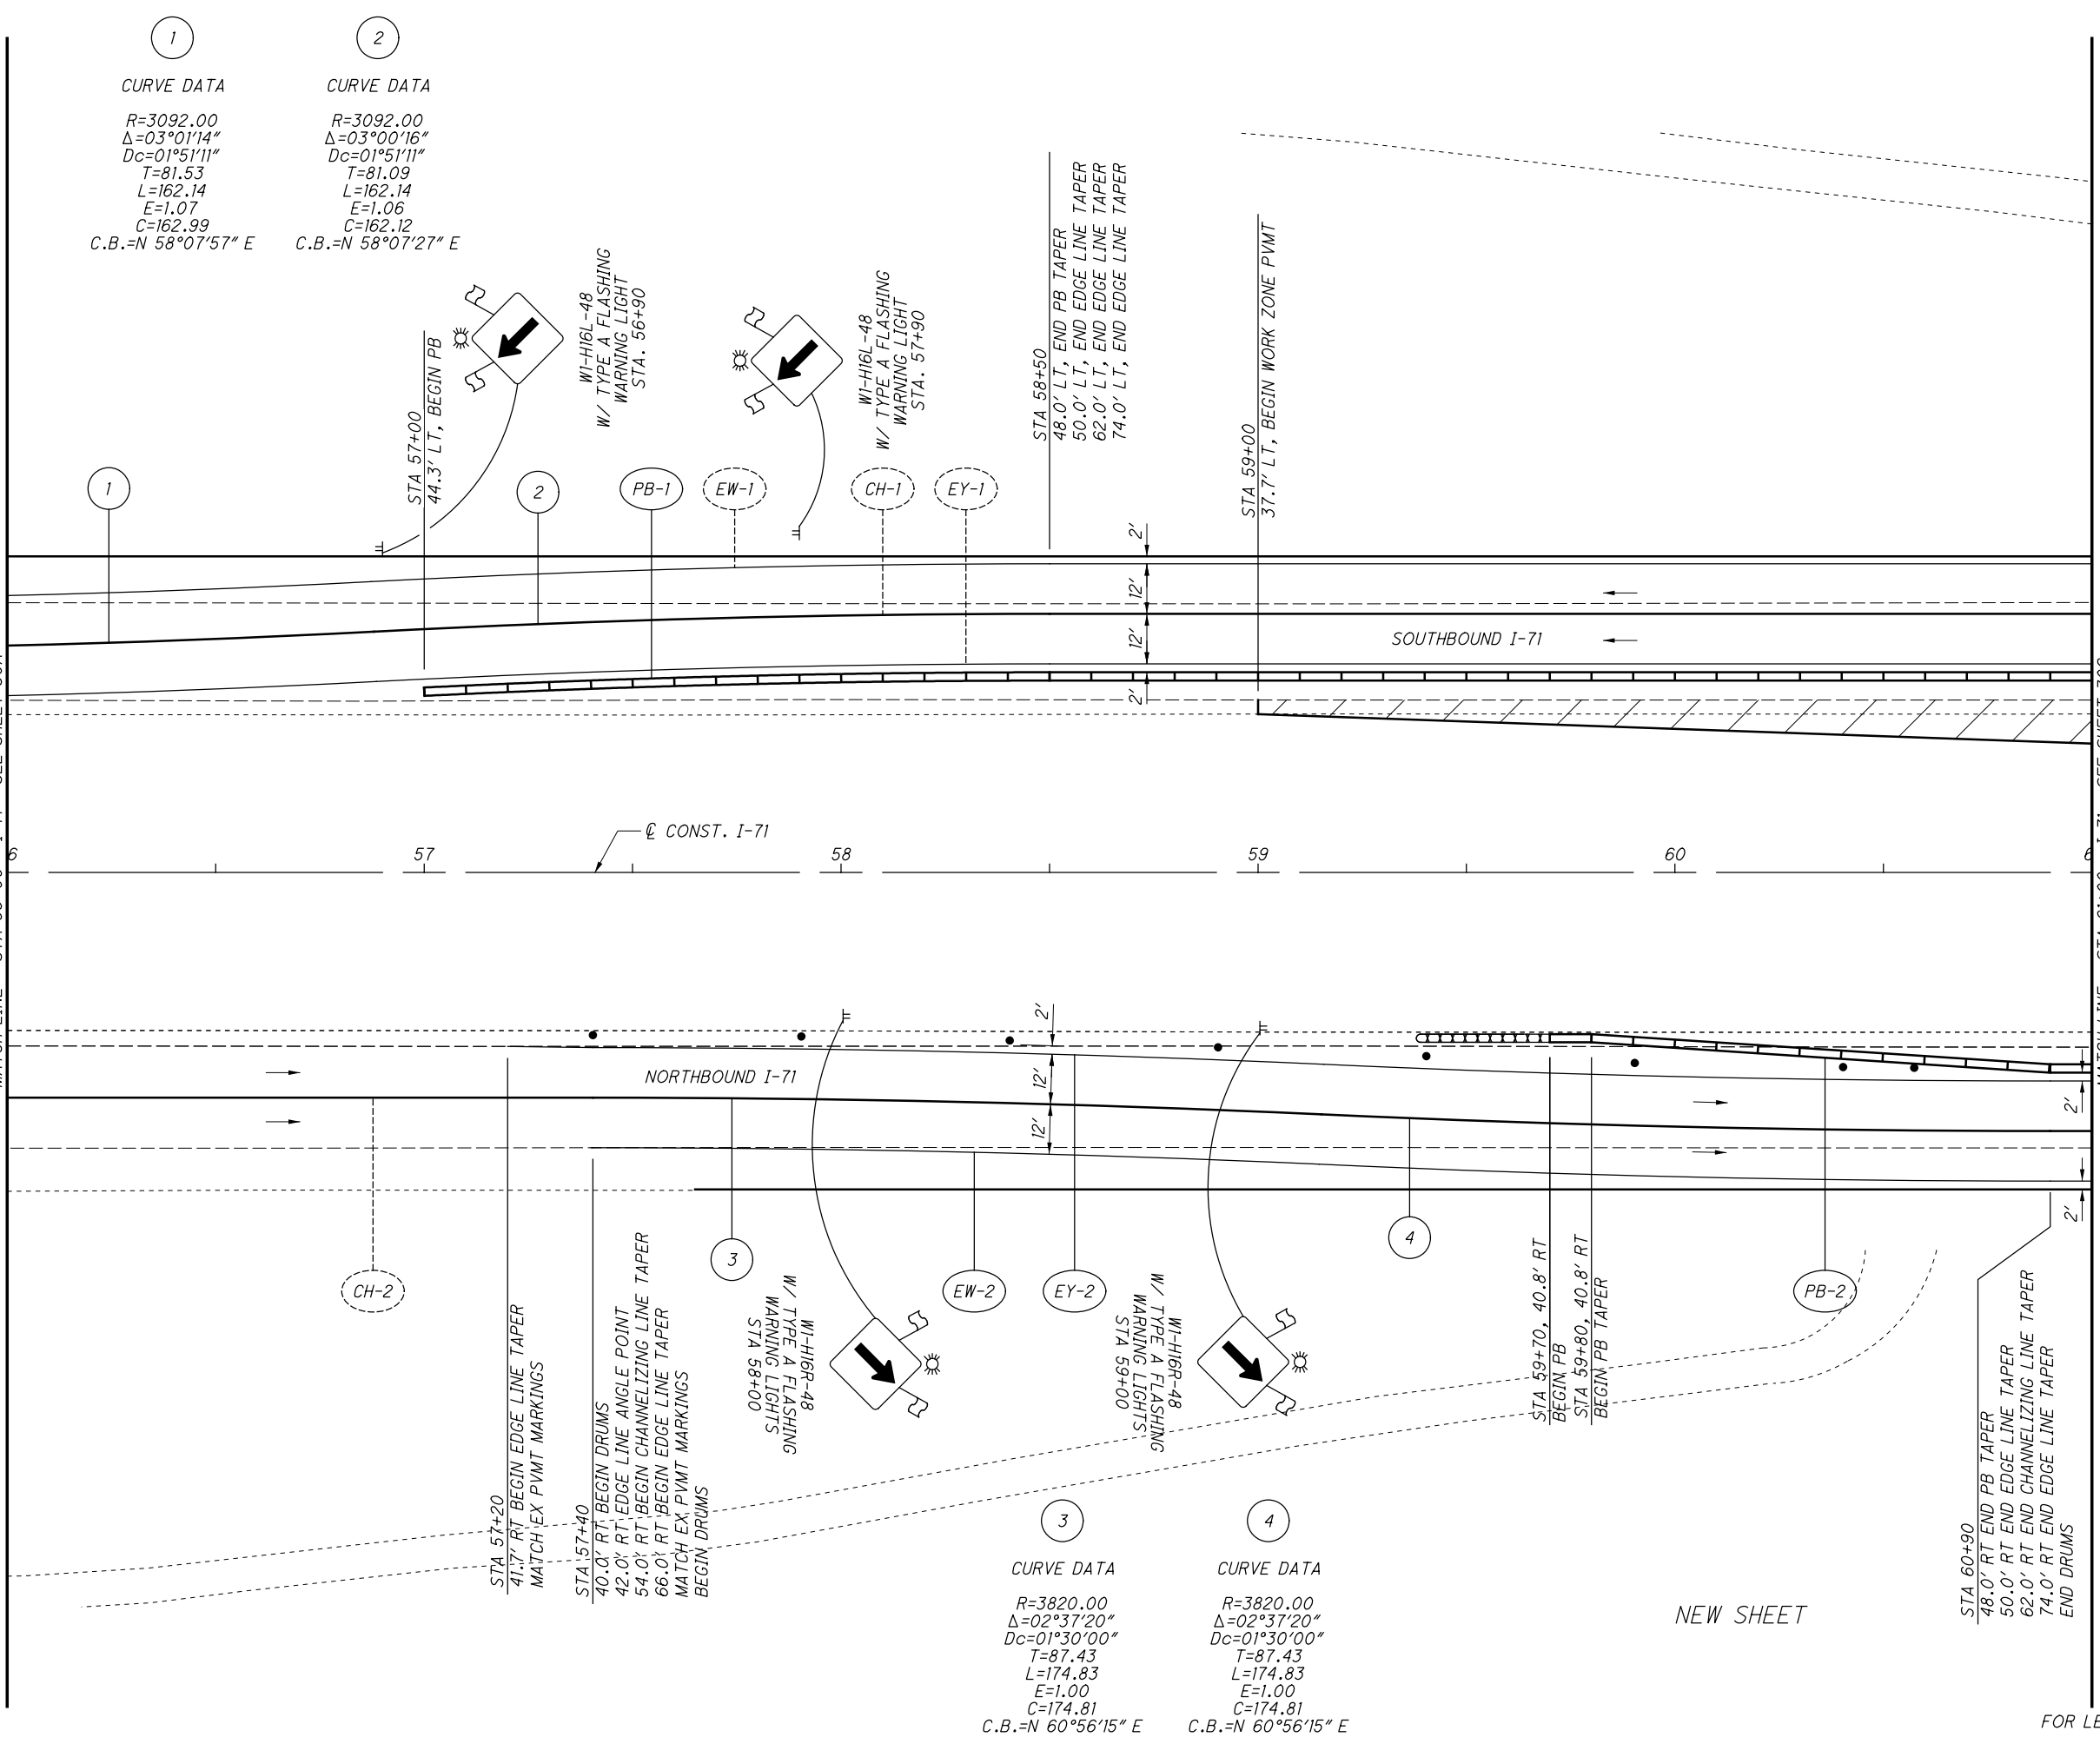 1
CURVE DATA
R=3092.00
Δ=03°01'14"
Dc=01°51'11"
T=81.53
L=162.14
E=1.07
C=162.99
C.B.=N 58°07'57" E
2
CURVE DATA
R=3092.00
Δ=03°00'16"
Dc=01°51'11"
T=81.09
L=162.14
E=1.06
C=162.12
C.B.=N 58°07'27" E
STA 57+00
44.3' LT, BEGIN PB
W1-H16L-48
W/ TYPE A FLASHING
WARNING LIGHT
STA. 56+90
W1-H16L-48
W/ TYPE A FLASHING
WARNING LIGHT
STA. 57+90
STA 58+50
48.0' LT, END PB TAPER
50.0' LT, END EDGE LINE TAPER
62.0' LT, END EDGE LINE TAPER
74.0' LT, END EDGE LINE TAPER
STA 59+00
37.7' LT, BEGIN WORK ZONE PVMT
1
2
PB-1
EW-1
CH-1
EY-1
2'
12'
12'
2'
SOUTHBOUND I-71
℄ CONST. I-71
6
57
58
59
60
6
2'
12'
12'
NORTHBOUND I-71
2'
2'
CH-2
3
EW-2
EY-2
4
PB-2
STA 57+20
41.7' RT BEGIN EDGE LINE TAPER
MATCH EX PVMT MARKINGS
STA 57+40
40.0' RT BEGIN DRUMS
42.0' RT EDGE LINE ANGLE POINT
54.0' RT BEGIN CHANNELIZING LINE TAPER
66.0' RT BEGIN EDGE LINE TAPER
MATCH EX PVMT MARKINGS
BEGIN DRUMS
W1-H16R-48
W/ TYPE A FLASHING
WARNING LIGHTS
STA 58+00
W1-H16R-48
W/ TYPE A FLASHING
WARNING LIGHTS
STA 59+00
STA 59+70, 40.8' RT
BEGIN PB
STA 59+80, 40.8' RT
BEGIN PB TAPER
STA 60+90
48.0' RT END PB TAPER
50.0' RT END EDGE LINE TAPER
62.0' RT END CHANNELIZING LINE TAPER
74.0' RT END EDGE LINE TAPER
END DRUMS
3
CURVE DATA
R=3820.00
Δ=02°37'20"
Dc=01°30'00"
T=87.43
L=174.83
E=1.00
C=174.81
C.B.=N 60°56'15" E
4
CURVE DATA
R=3820.00
Δ=02°37'20"
Dc=01°30'00"
T=87.43
L=174.83
E=1.00
C=174.81
C.B.=N 60°56'15" E
NEW SHEET
FOR LE